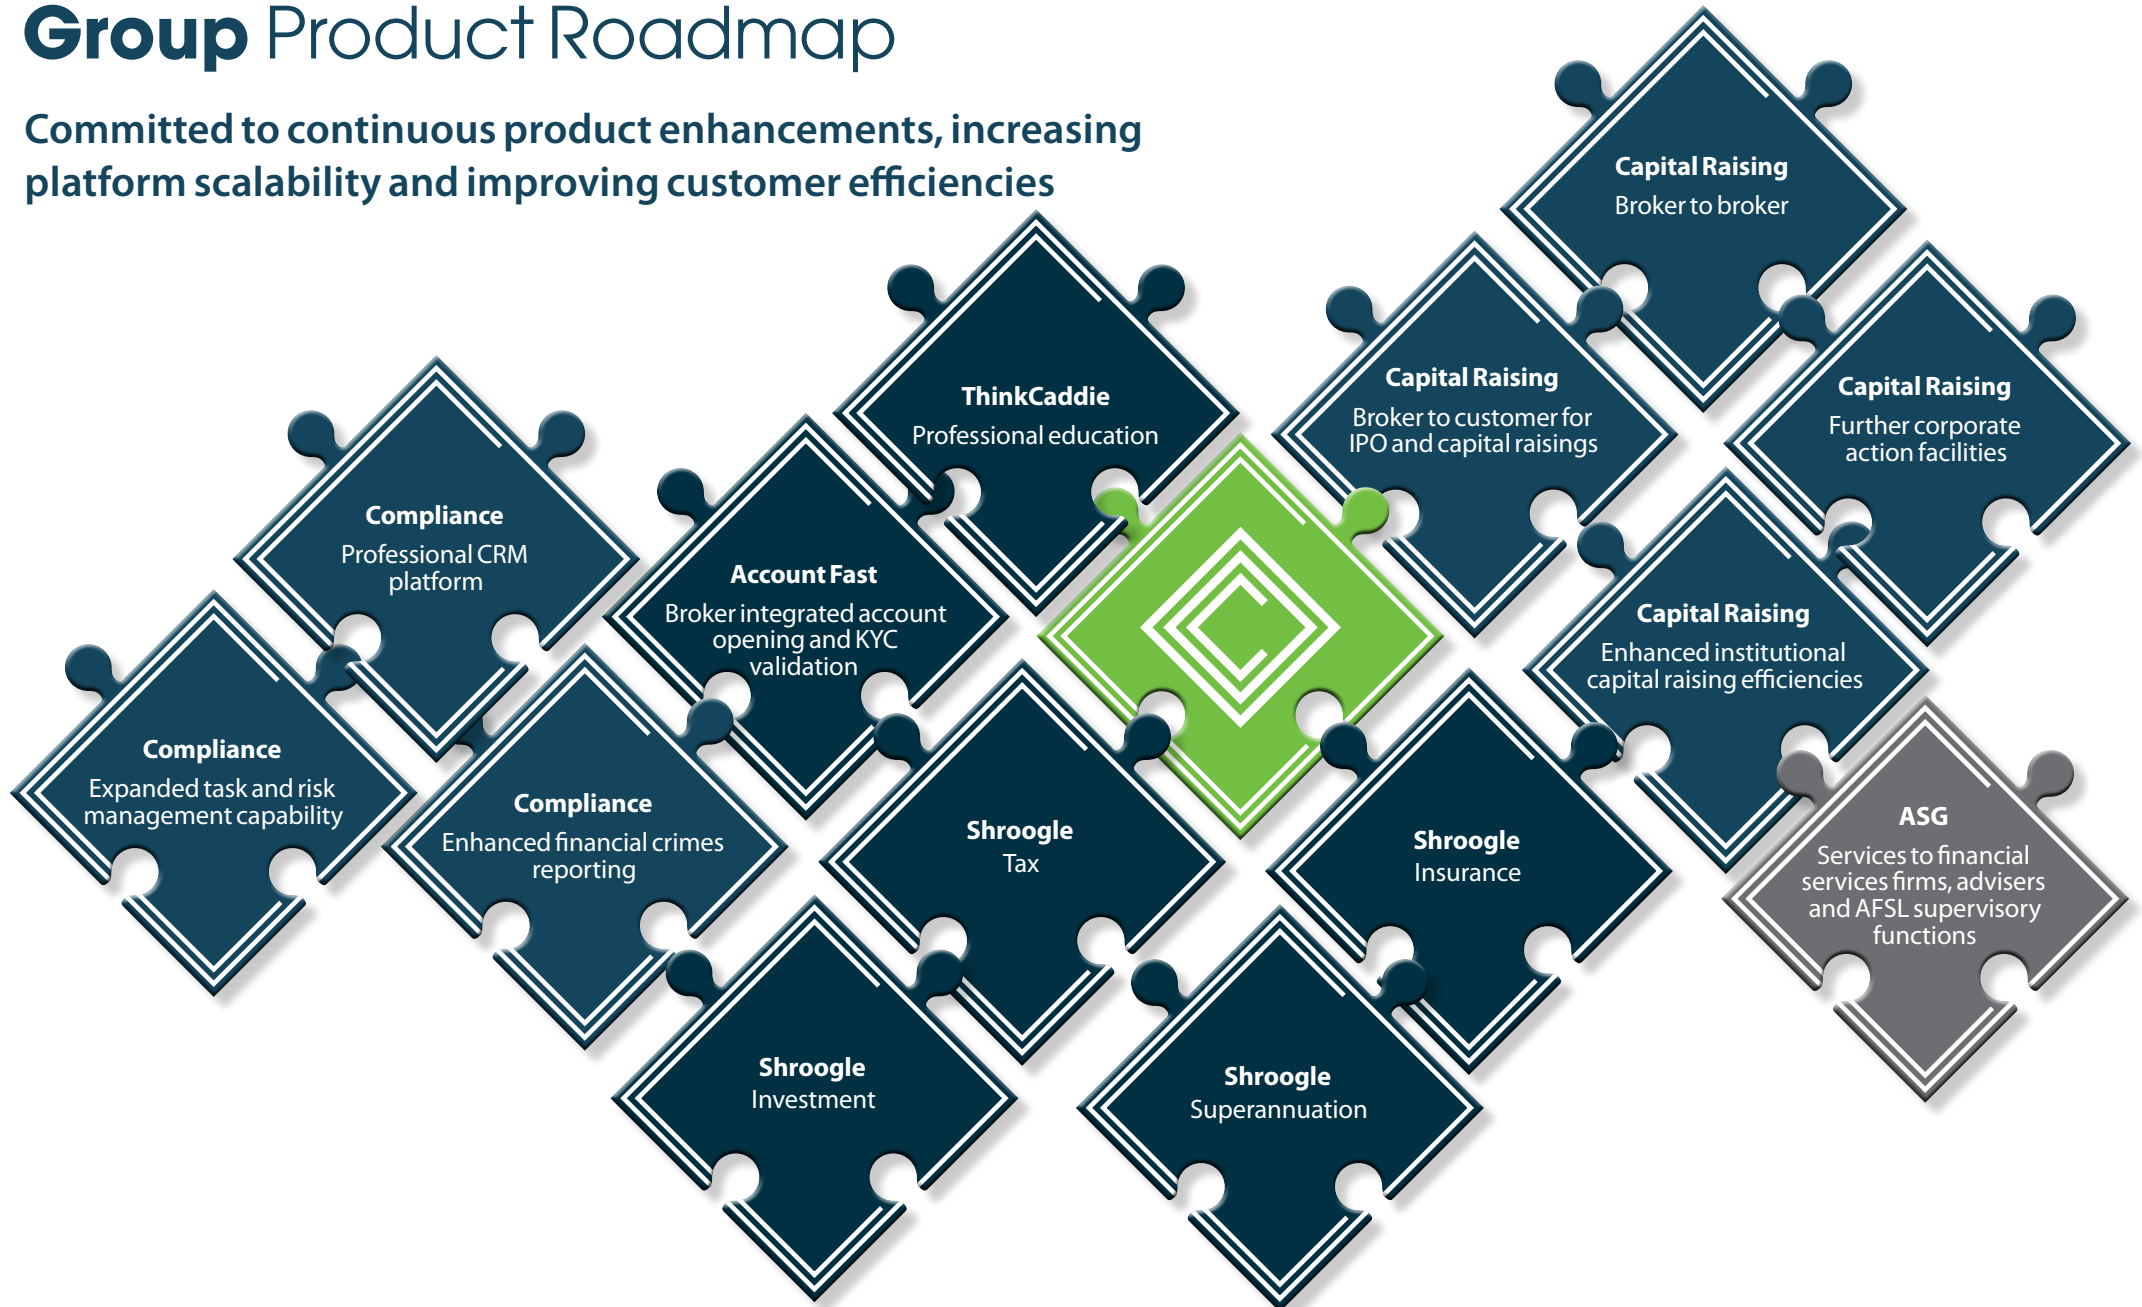 Group Product Roadmap
Committed to continuous product enhancements, increasing
platform scalability and improving customer efficiencies
Capital Raising
Broker to broker
Capital Raising
Broker to customer for
IPO and capital raisings
Capital Raising
Further corporate
action facilities
ThinkCaddie
Professional education
Compliance
Professional CRM
platform
Account Fast
Broker integrated account
opening and KYC
validation
Capital Raising
Enhanced institutional
capital raising efficiencies
Compliance
Expanded task and risk
management capability
Compliance
Enhanced financial crimes
reporting
Shroogle
Tax
Shroogle
Insurance
ASG
Services to financial
services firms, advisers
and AFSL supervisory
functions
Shroogle
Investment
Shroogle
Superannuation